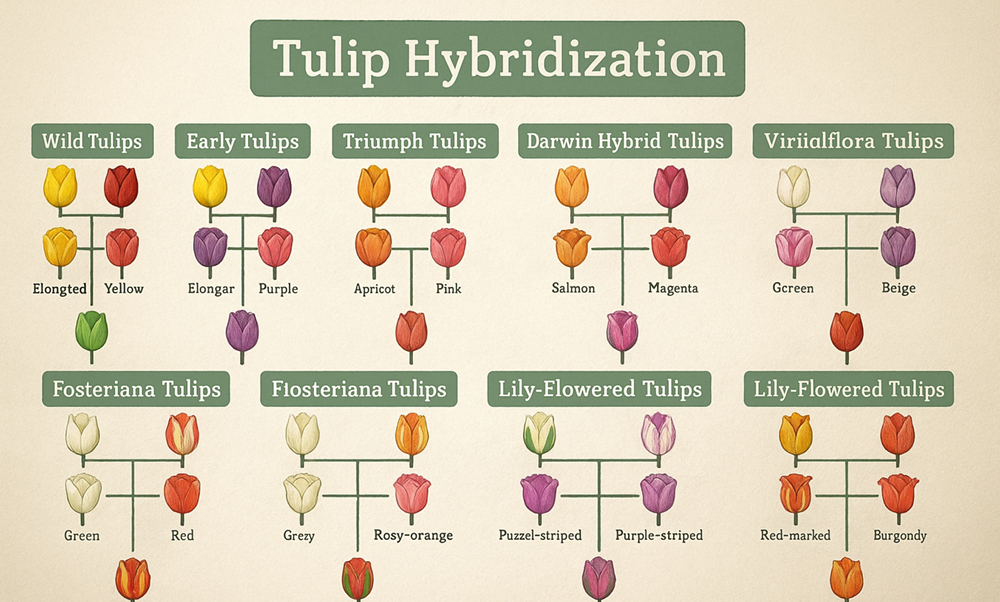 Tulip Hybridization
Wild Tulips
Early Tulips
Triumph Tulips
Darwin Hybrid Tulips
Viriialflora Tulips
Elongted
Yellow
Elongar
Purple
Apricot
Pink
Salmon
Magenta
Gcreen
Beige
Fosteriana Tulips
Flosteriana Tulips
Lily-Elowered Tulips
Lily-Flowered Tulips
Green
Red
Grezy
Rosy-orange
Puzzel-striped
Purple-striped
Red-marked
Burgondy